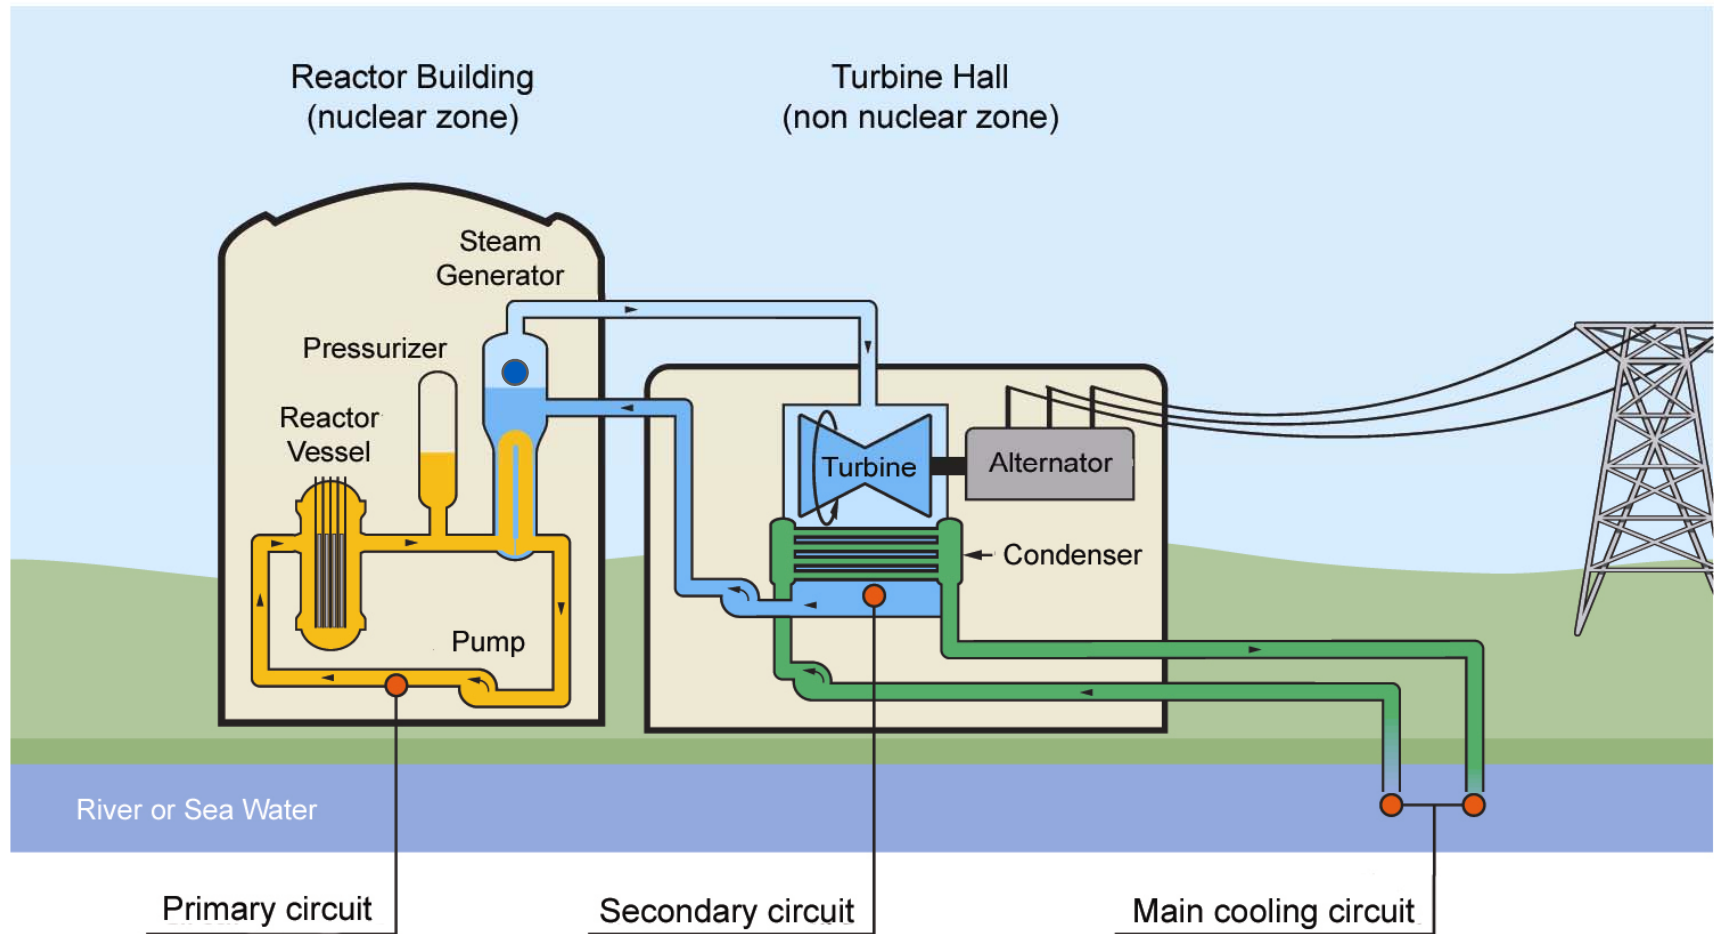 Reactor Building
(nuclear zone)
Turbine Hall
(non nuclear zone)
Steam
Generator
Pressurizer
Reactor
Vessel
Turbine
Alternator
Condenser
Pump
River or Sea Water
Primary circuit
Secondary circuit
Main cooling circuit